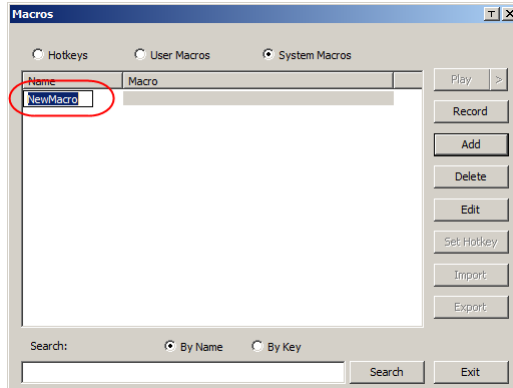 Macros
Hotkeys User Macros System Macros
Name Macro
NewMacro
Play >
Record
Add
Delete
Edit
Set Hotkey
Import
Export
Search: By Name By Key
Search Exit